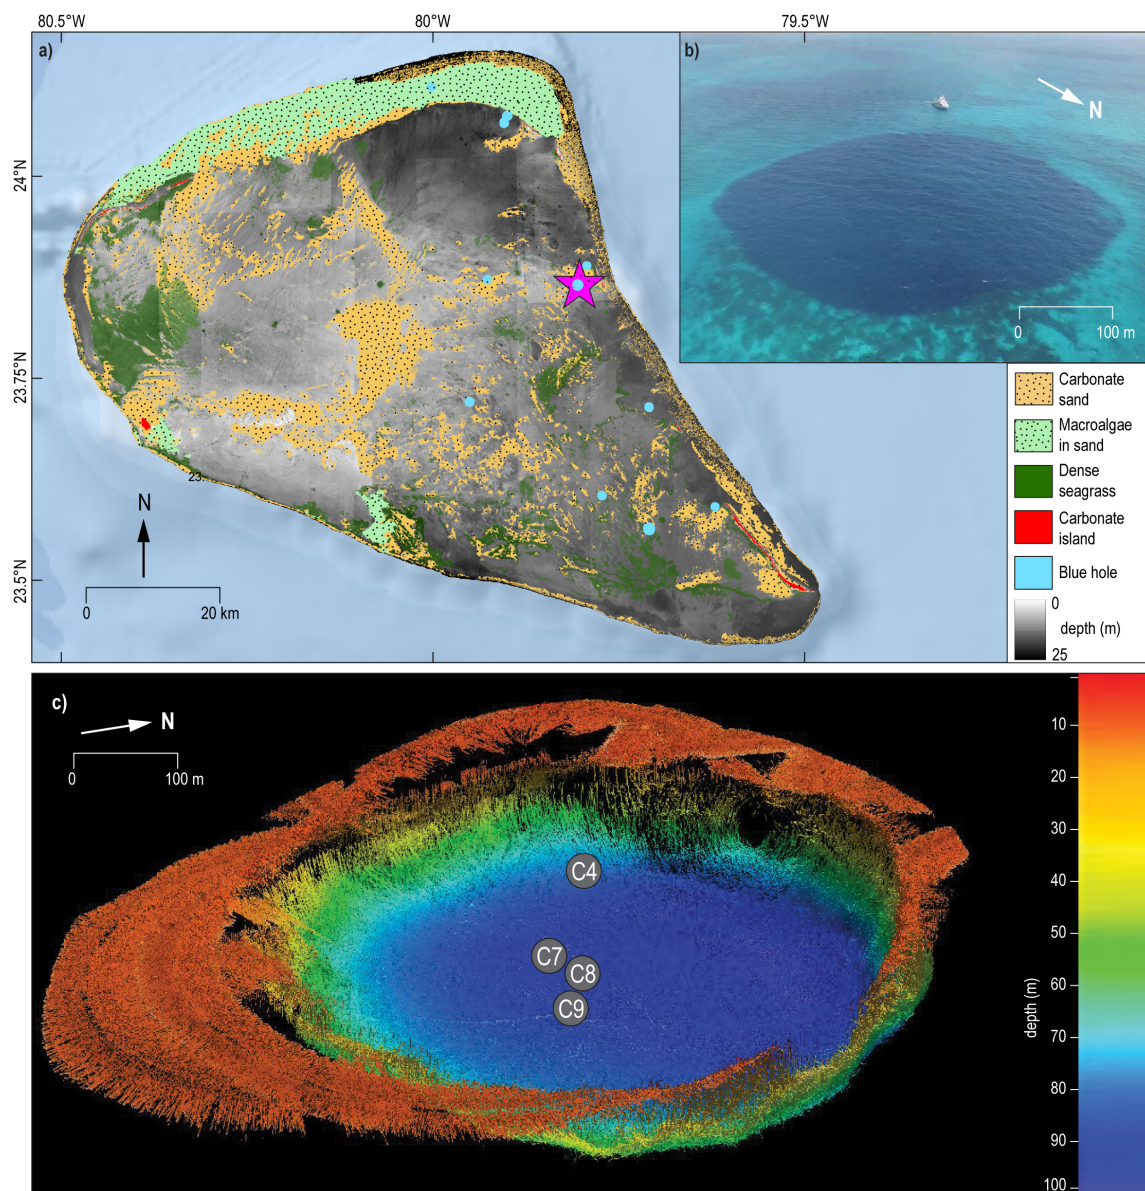 80.5°W
80°W
79.5°W
a)
24°N
23.75°N
23.5°N
23.
N
0
20 km
b)
N
0
100 m
Carbonate
sand
Macroalgae
in sand
Dense
seagrass
Carbonate
island
Blue hole
0
depth (m)
25
c)
N
0
100 m
C4
C7
C8
C9
10
20
30
40
50
60
70
80
90
100
depth (m)